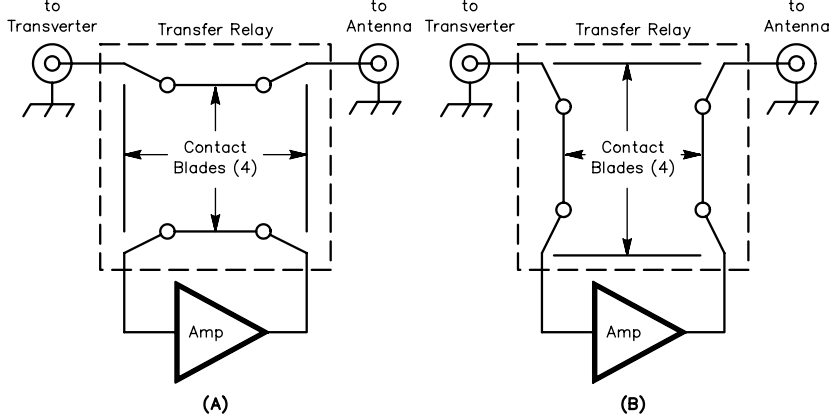 to
Transverter
Transfer Relay
to
Antenna
Contact
Blades (4)
Amp
(A)
to
Transverter
Transfer Relay
to
Antenna
Contact
Blades (4)
Amp
(B)